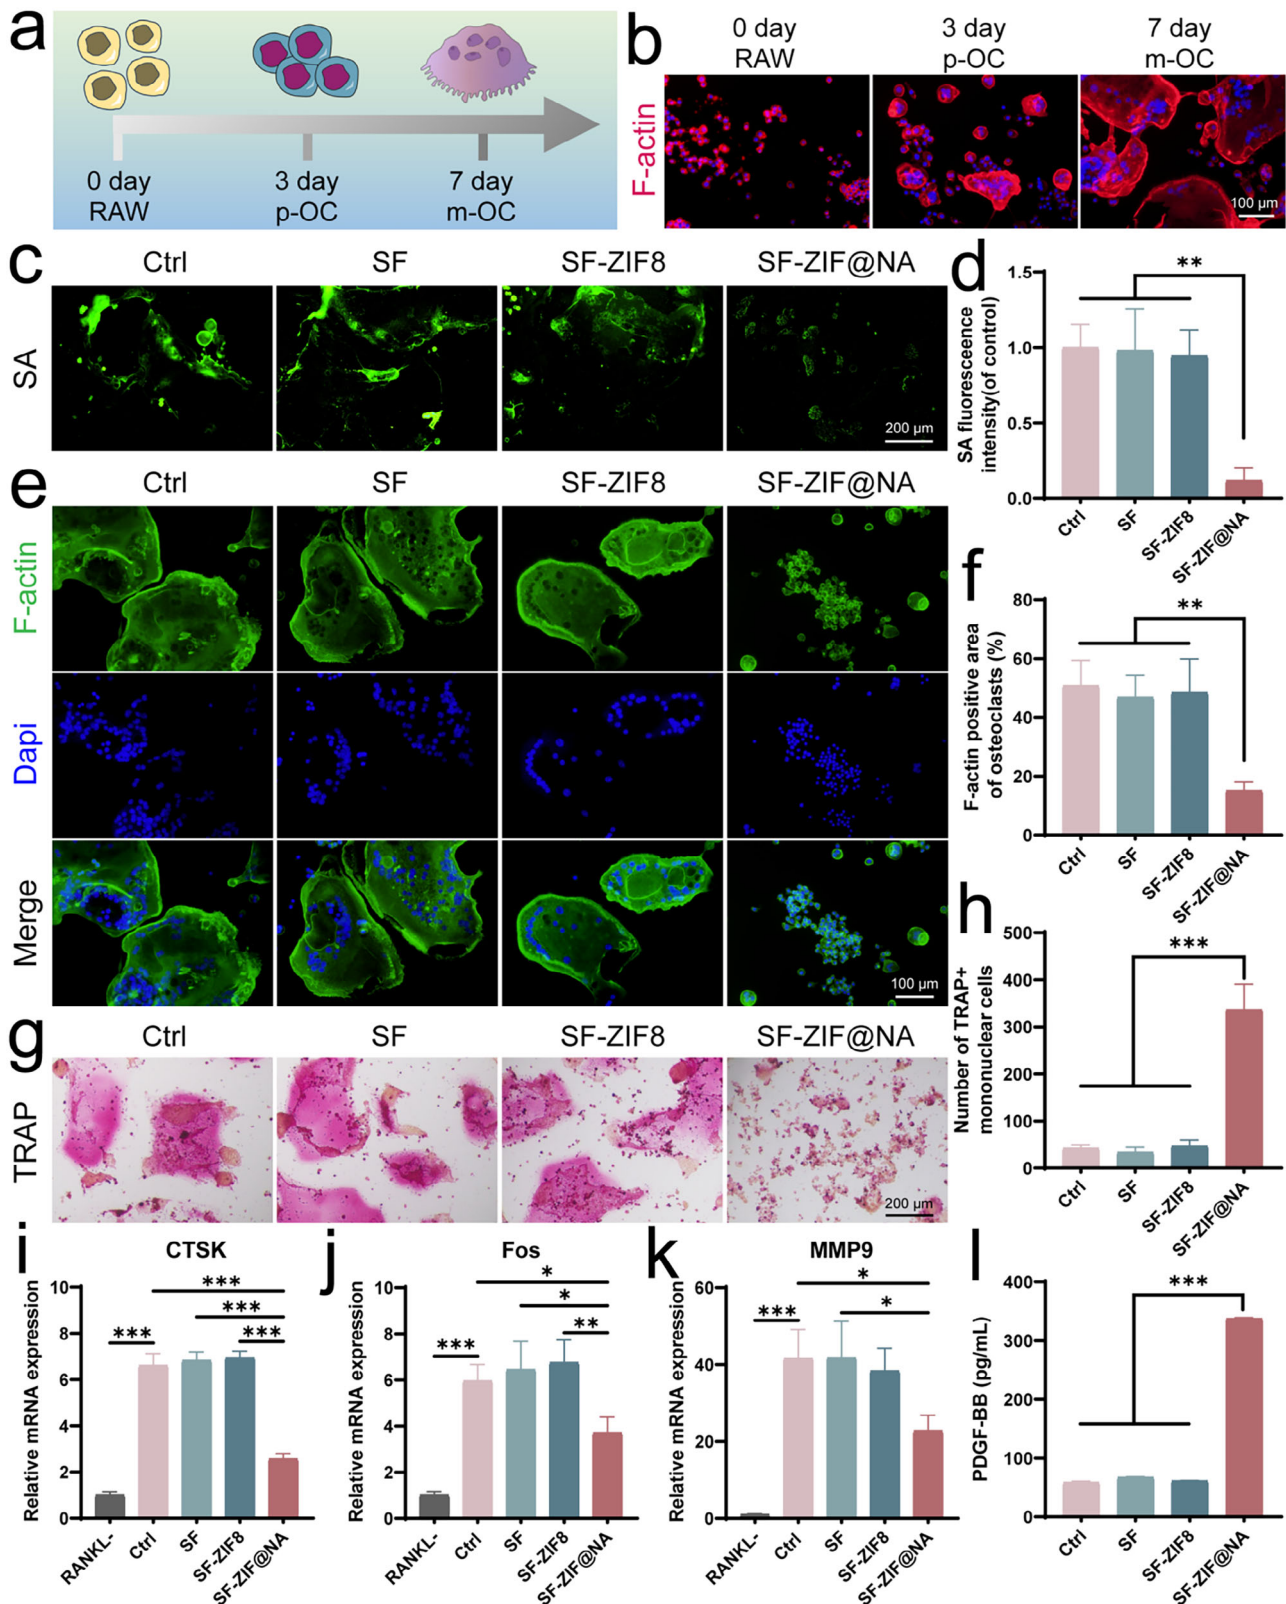 a
0 day
RAW
3 day
p-OC
7 day
m-OC
b
0 day
RAW
3 day
p-OC
7 day
m-OC
F-actin
100 µm
c
Ctrl
SF
SF-ZIF8
SF-ZIF@NA
SA
200 µm
d
SA fluoresceence
intensity(of control)
1.5
1.0
0.5
0.0
**
Ctrl
SF
SF-ZIF8
SF-ZIF@NA
e
Ctrl
SF
SF-ZIF8
SF-ZIF@NA
F-actin
Dapi
Merge
100 µm
f
F-actin positive area
of osteoclasts (%)
80
60
40
20
0
**
Ctrl
SF
SF-ZIF8
SF-ZIF@NA
g
Ctrl
SF
SF-ZIF8
SF-ZIF@NA
TRAP
200 µm
h
Number of TRAP+
mononuclear cells
500
400
300
200
100
0
***
Ctrl
SF
SF-ZIF8
SF-ZIF@NA
i
CTSK
Relative mRNA expression
10
8
6
4
2
0
***
***
***
***
RANKL-
Ctrl
SF
SF-ZIF8
SF-ZIF@NA
j
Fos
Relative mRNA expression
10
8
6
4
2
0
*
*
***
**
RANKL-
Ctrl
SF
SF-ZIF8
SF-ZIF@NA
k
MMP9
Relative mRNA expression
60
40
20
0
*
***
*
RANKL-
Ctrl
SF
SF-ZIF8
SF-ZIF@NA
l
PDGF-BB (pg/mL)
400
300
200
100
0
***
Ctrl
SF
SF-ZIF8
SF-ZIF@NA